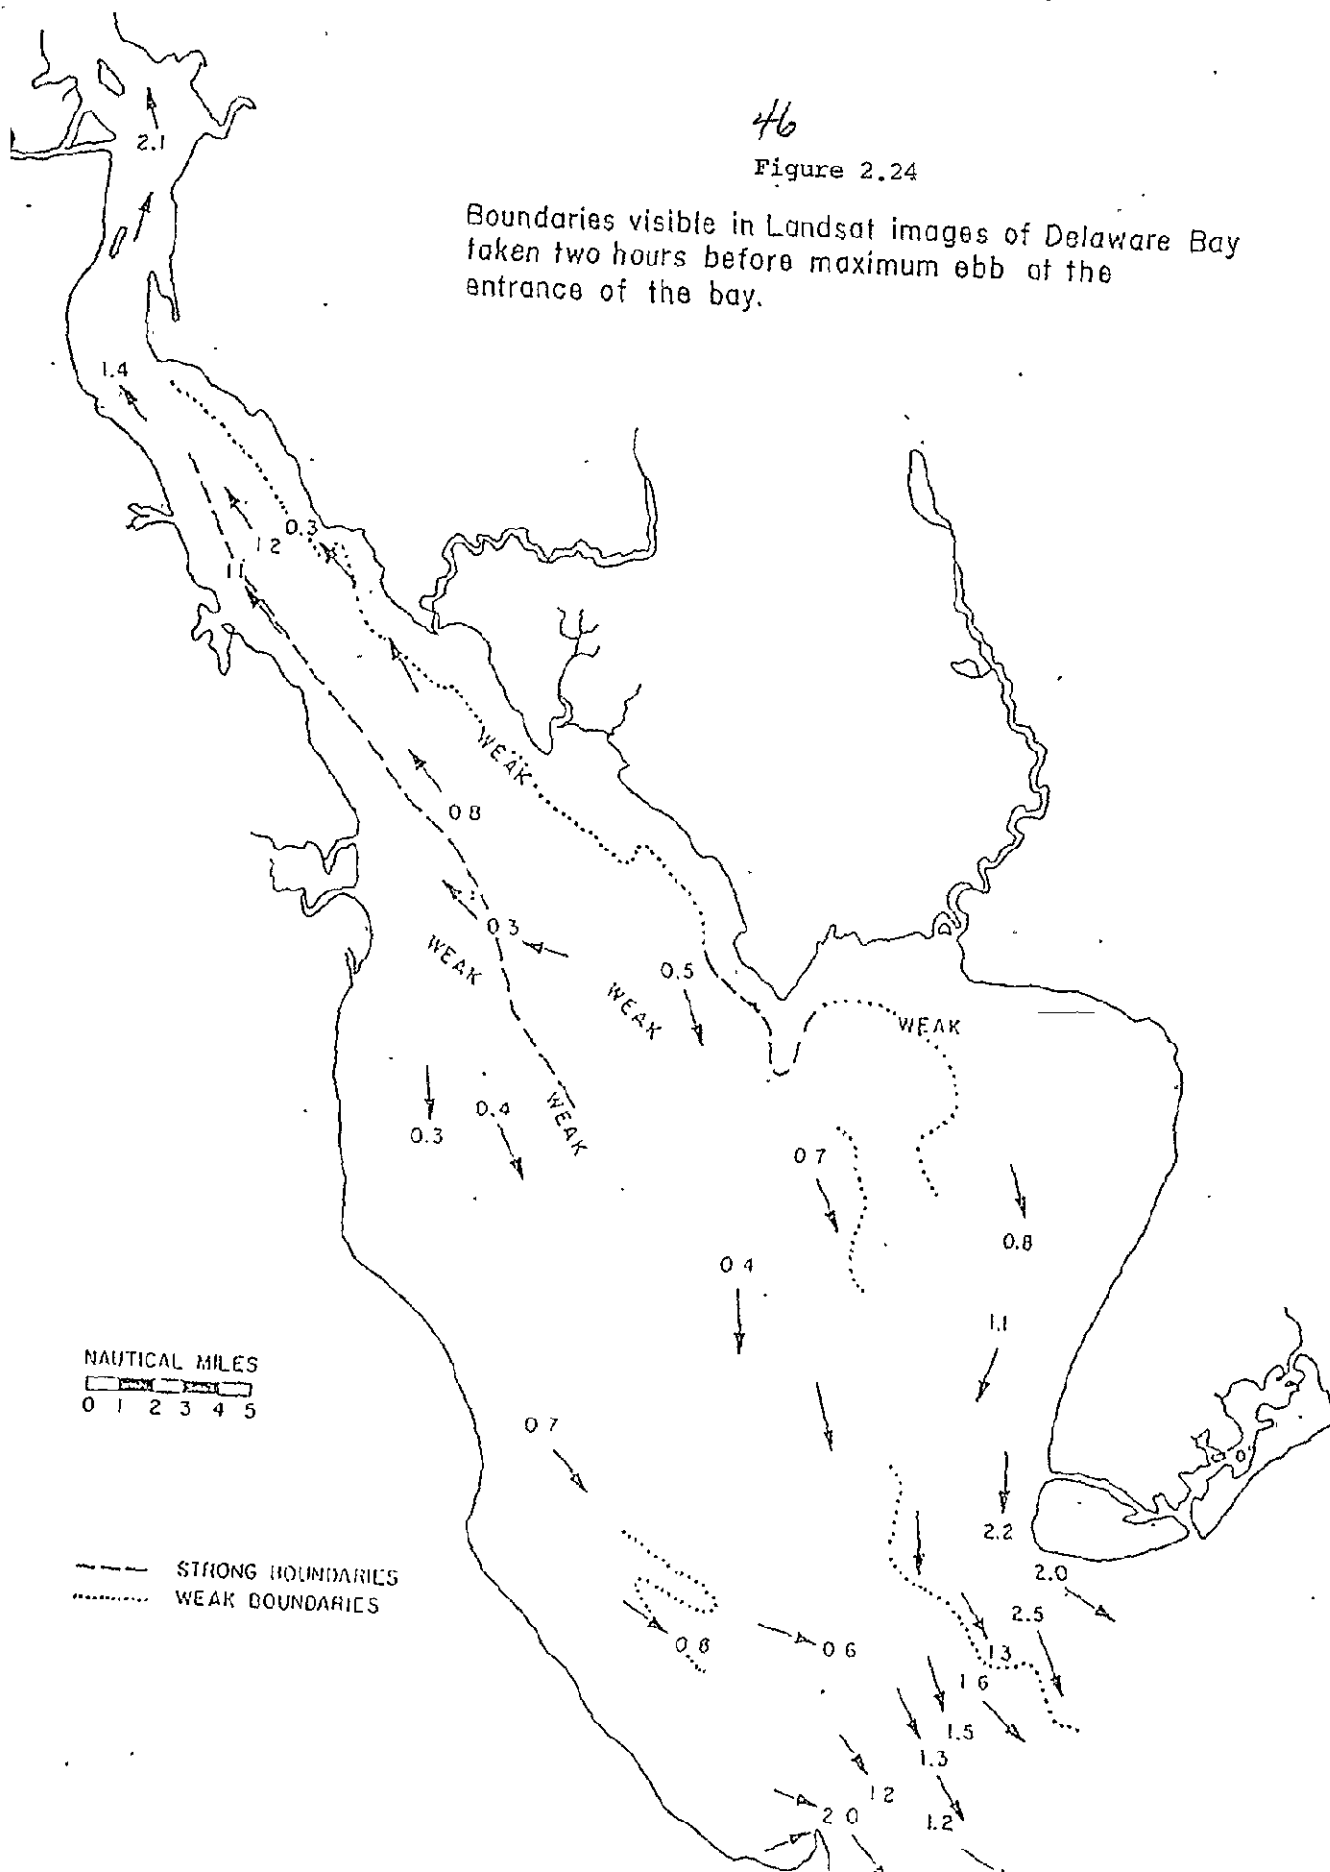 46
Figure 2.24
Boundaries visible in Landsat images of Delaware Bay
taken two hours before maximum ebb at the
entrance of the bay.
2.1
1.4
0.3
1.2
1.1
WEAK
0.8
0.3
WEAK
0.5
WEAK
WEAK
0.4
WEAK
0.3
0.7
0.8
0.4
1.1
NAUTICAL MILES
0 1 2 3 4 5
0.7
2.2
STRONG BOUNDARIES
WEAK BOUNDARIES
2.0
2.5
0.8
0.6
1.3
1.6
1.5
1.3
1.2
2.0
1.2